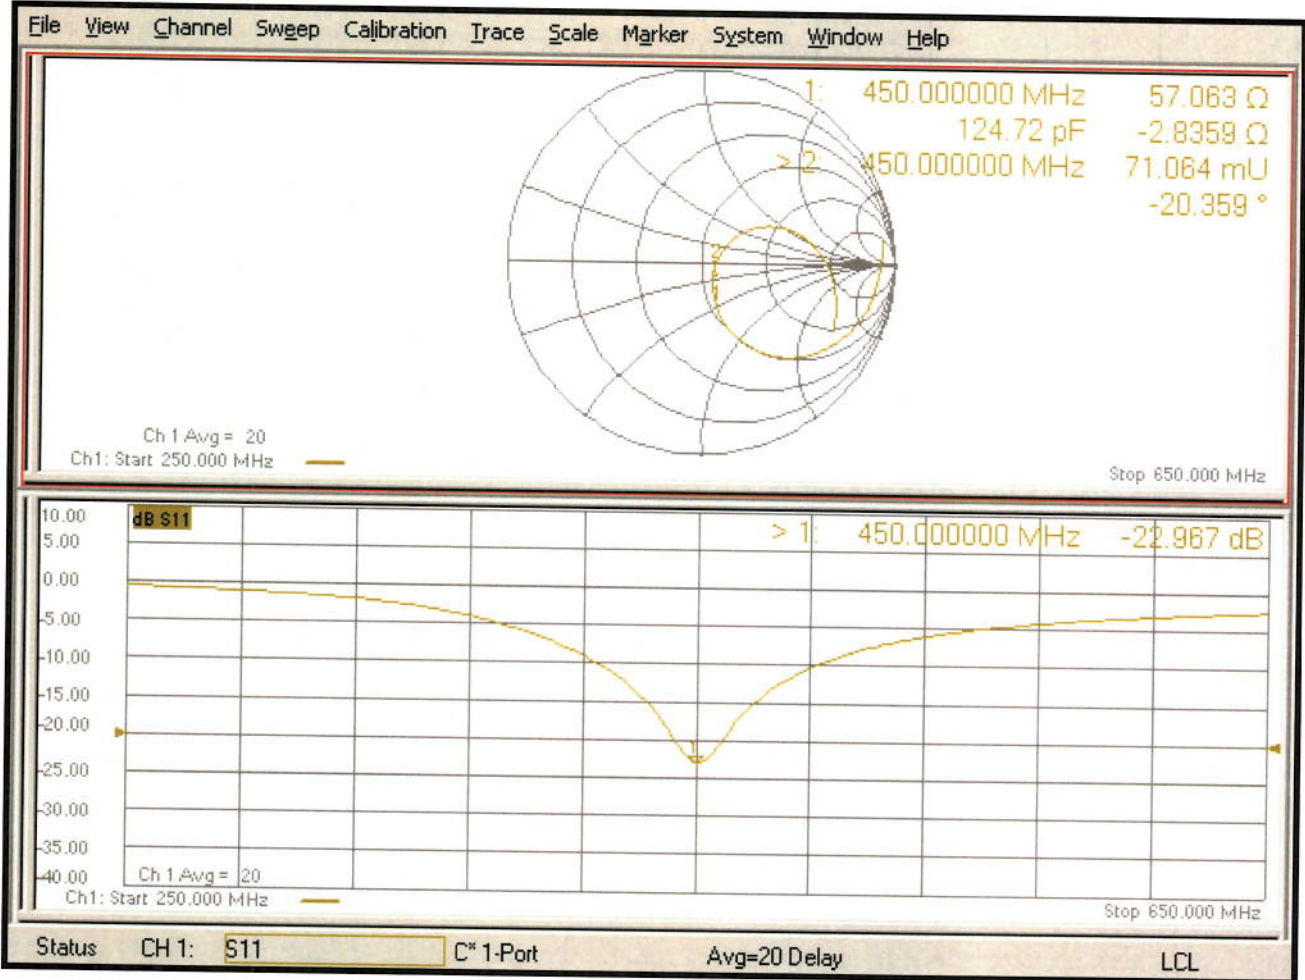 File View Channel Sweep Calibration Trace Scale Marker System Window Help
1: 450.000000 MHz 57.063 Ω
124.72 pF -2.8359 Ω
> 2: 450.000000 MHz 71.064 mU
-20.359 °
Ch 1 Avg = 20
Ch1: Start 250.000 MHz
Stop 650.000 MHz
dB S11
> 1: 450.000000 MHz -22.967 dB
10.00
5.00
0.00
-5.00
-10.00
-15.00
-20.00
-25.00
-30.00
-35.00
-40.00
1
Ch 1 Avg = 20
Ch1: Start 250.000 MHz
Stop 650.000 MHz
Status CH 1: S11 C* 1-Port Avg=20 Delay LCL